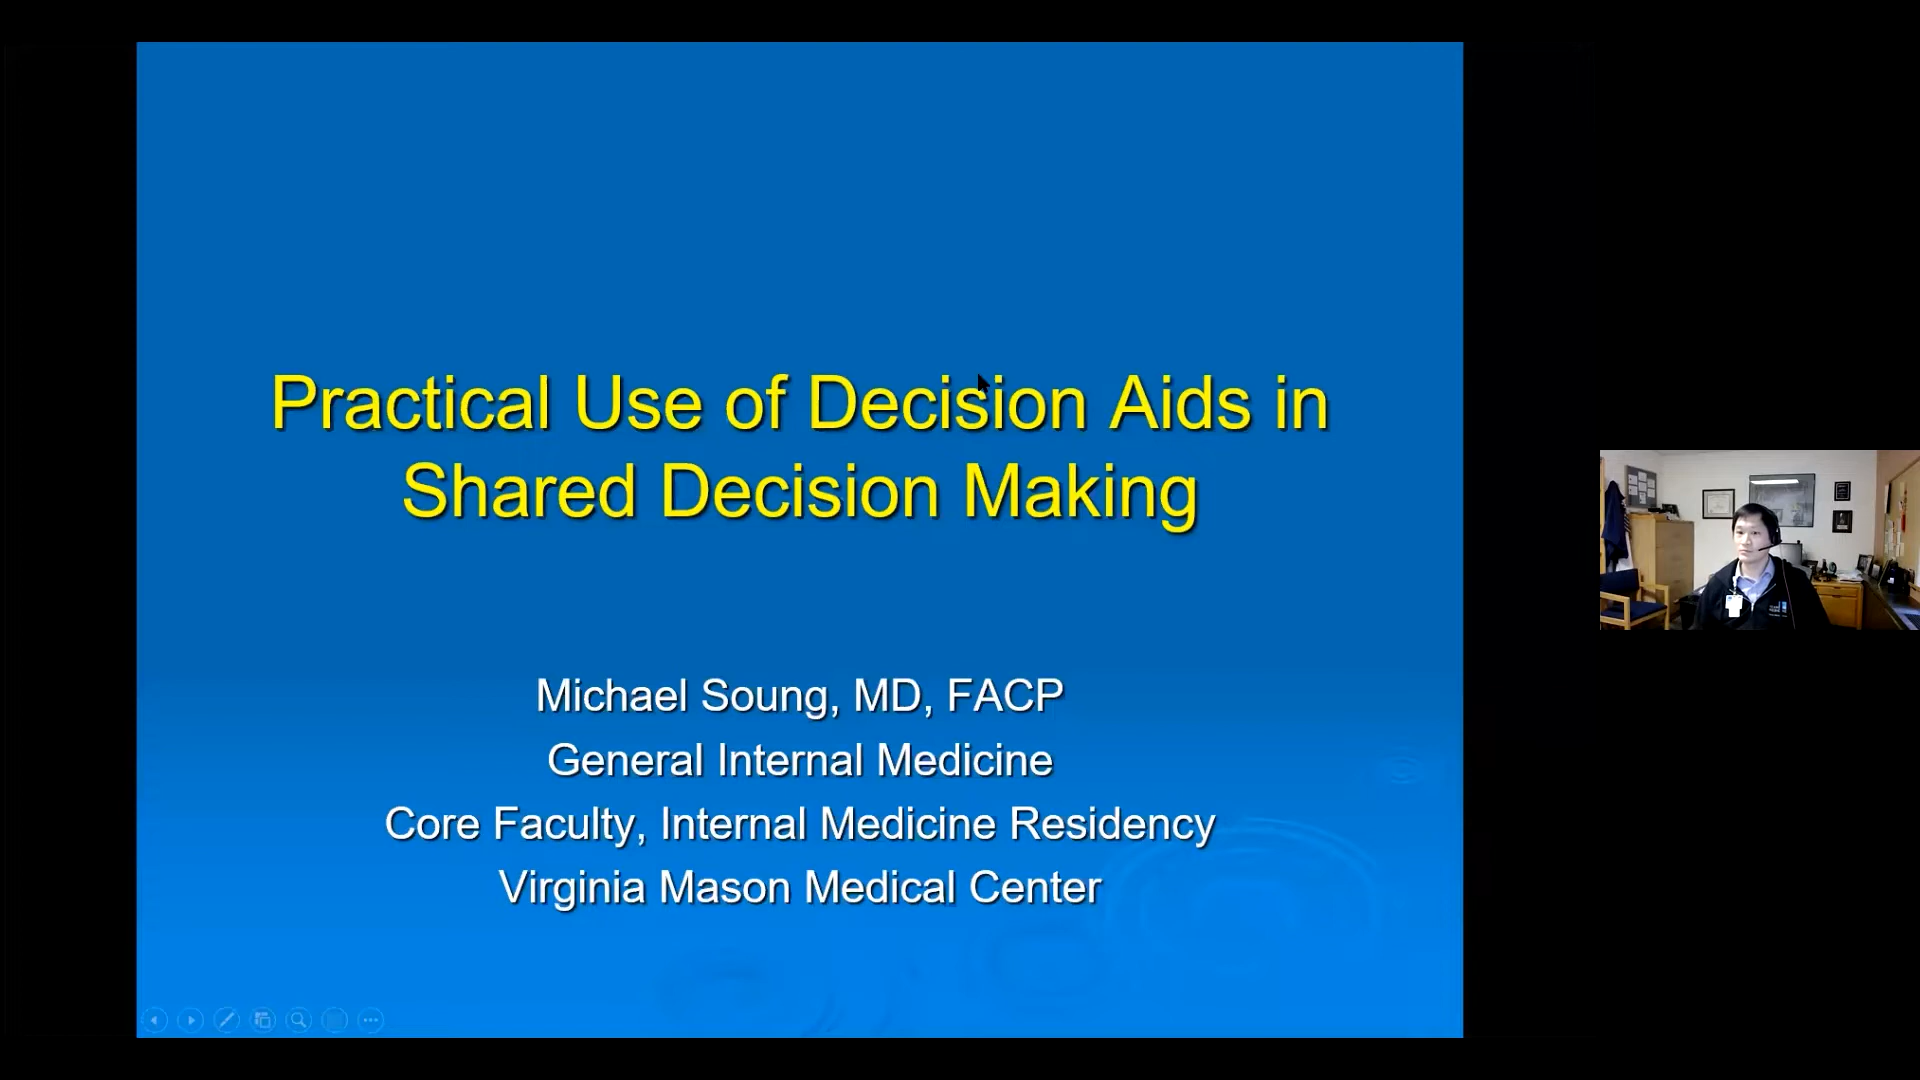 Practical Use of Decision Aids in
Shared Decision Making
Michael Soung, MD, FACP
General Internal Medicine
Core Faculty, Internal Medicine Residency
Virginia Mason Medical Center